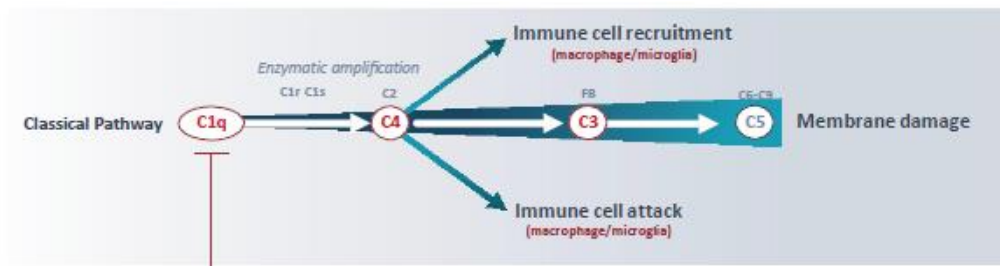 Immune cell recruitment
(macrophage/microglia)
Enzymatic amplification
C1r C1s
C2
FB
C6-C9
Classical Pathway
C1q
C4
C3
C5
Membrane damage
Immune cell attack
(macrophage/microglia)